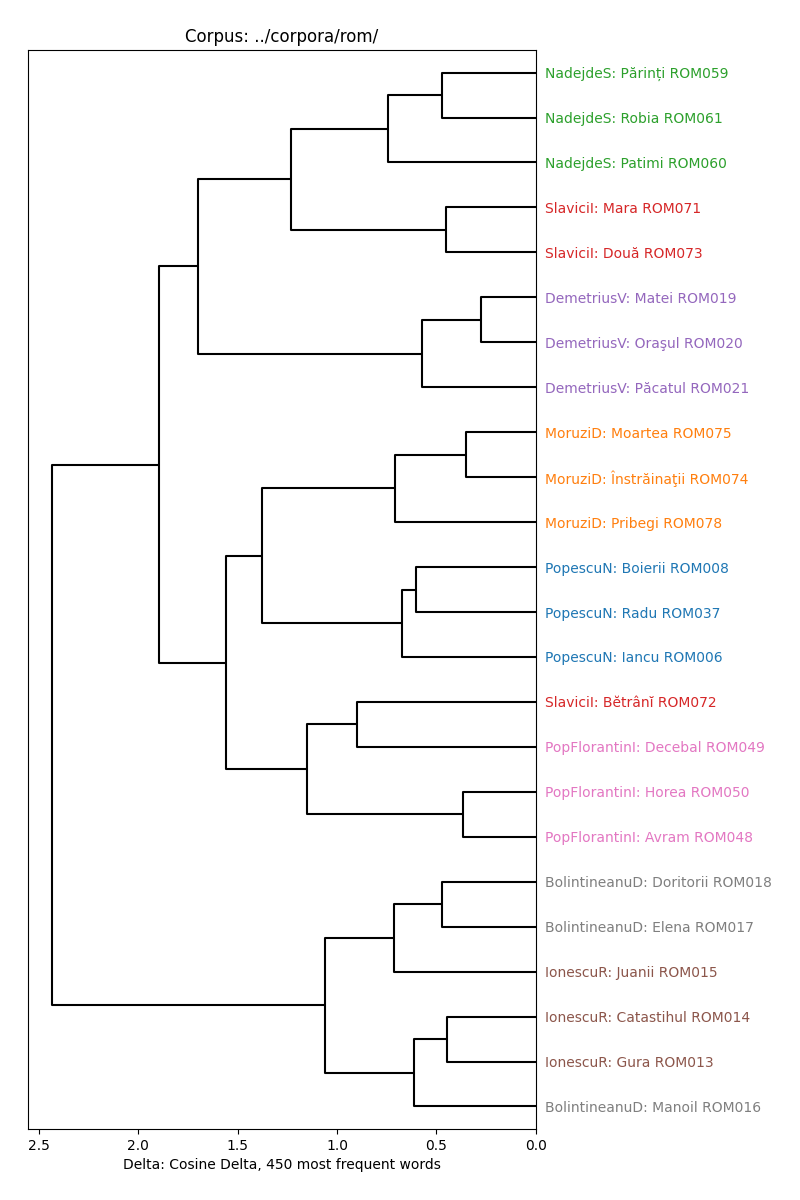 Corpus: ../corpora/rom/
NadejdeS: Părinți ROM059
NadejdeS: Robia ROM061
NadejdeS: Patimi ROM060
SlaviciI: Mara ROM071
SlaviciI: Două ROM073
DemetriusV: Matei ROM019
DemetriusV: Oraşul ROM020
DemetriusV: Păcatul ROM021
MoruziD: Moartea ROM075
MoruziD: Înstrăinaţii ROM074
MoruziD: Pribegi ROM078
PopescuN: Boierii ROM008
PopescuN: Radu ROM037
PopescuN: Iancu ROM006
SlaviciI: Bĕtrânĭ ROM072
PopFlorantinI: Decebal ROM049
PopFlorantinI: Horea ROM050
PopFlorantinI: Avram ROM048
BolintineanuD: Doritorii ROM018
BolintineanuD: Elena ROM017
IonescuR: Juanii ROM015
IonescuR: Catastihul ROM014
IonescuR: Gura ROM013
BolintineanuD: Manoil ROM016
2.5 2.0 1.5 1.0 0.5 0.0
Delta: Cosine Delta, 450 most frequent words